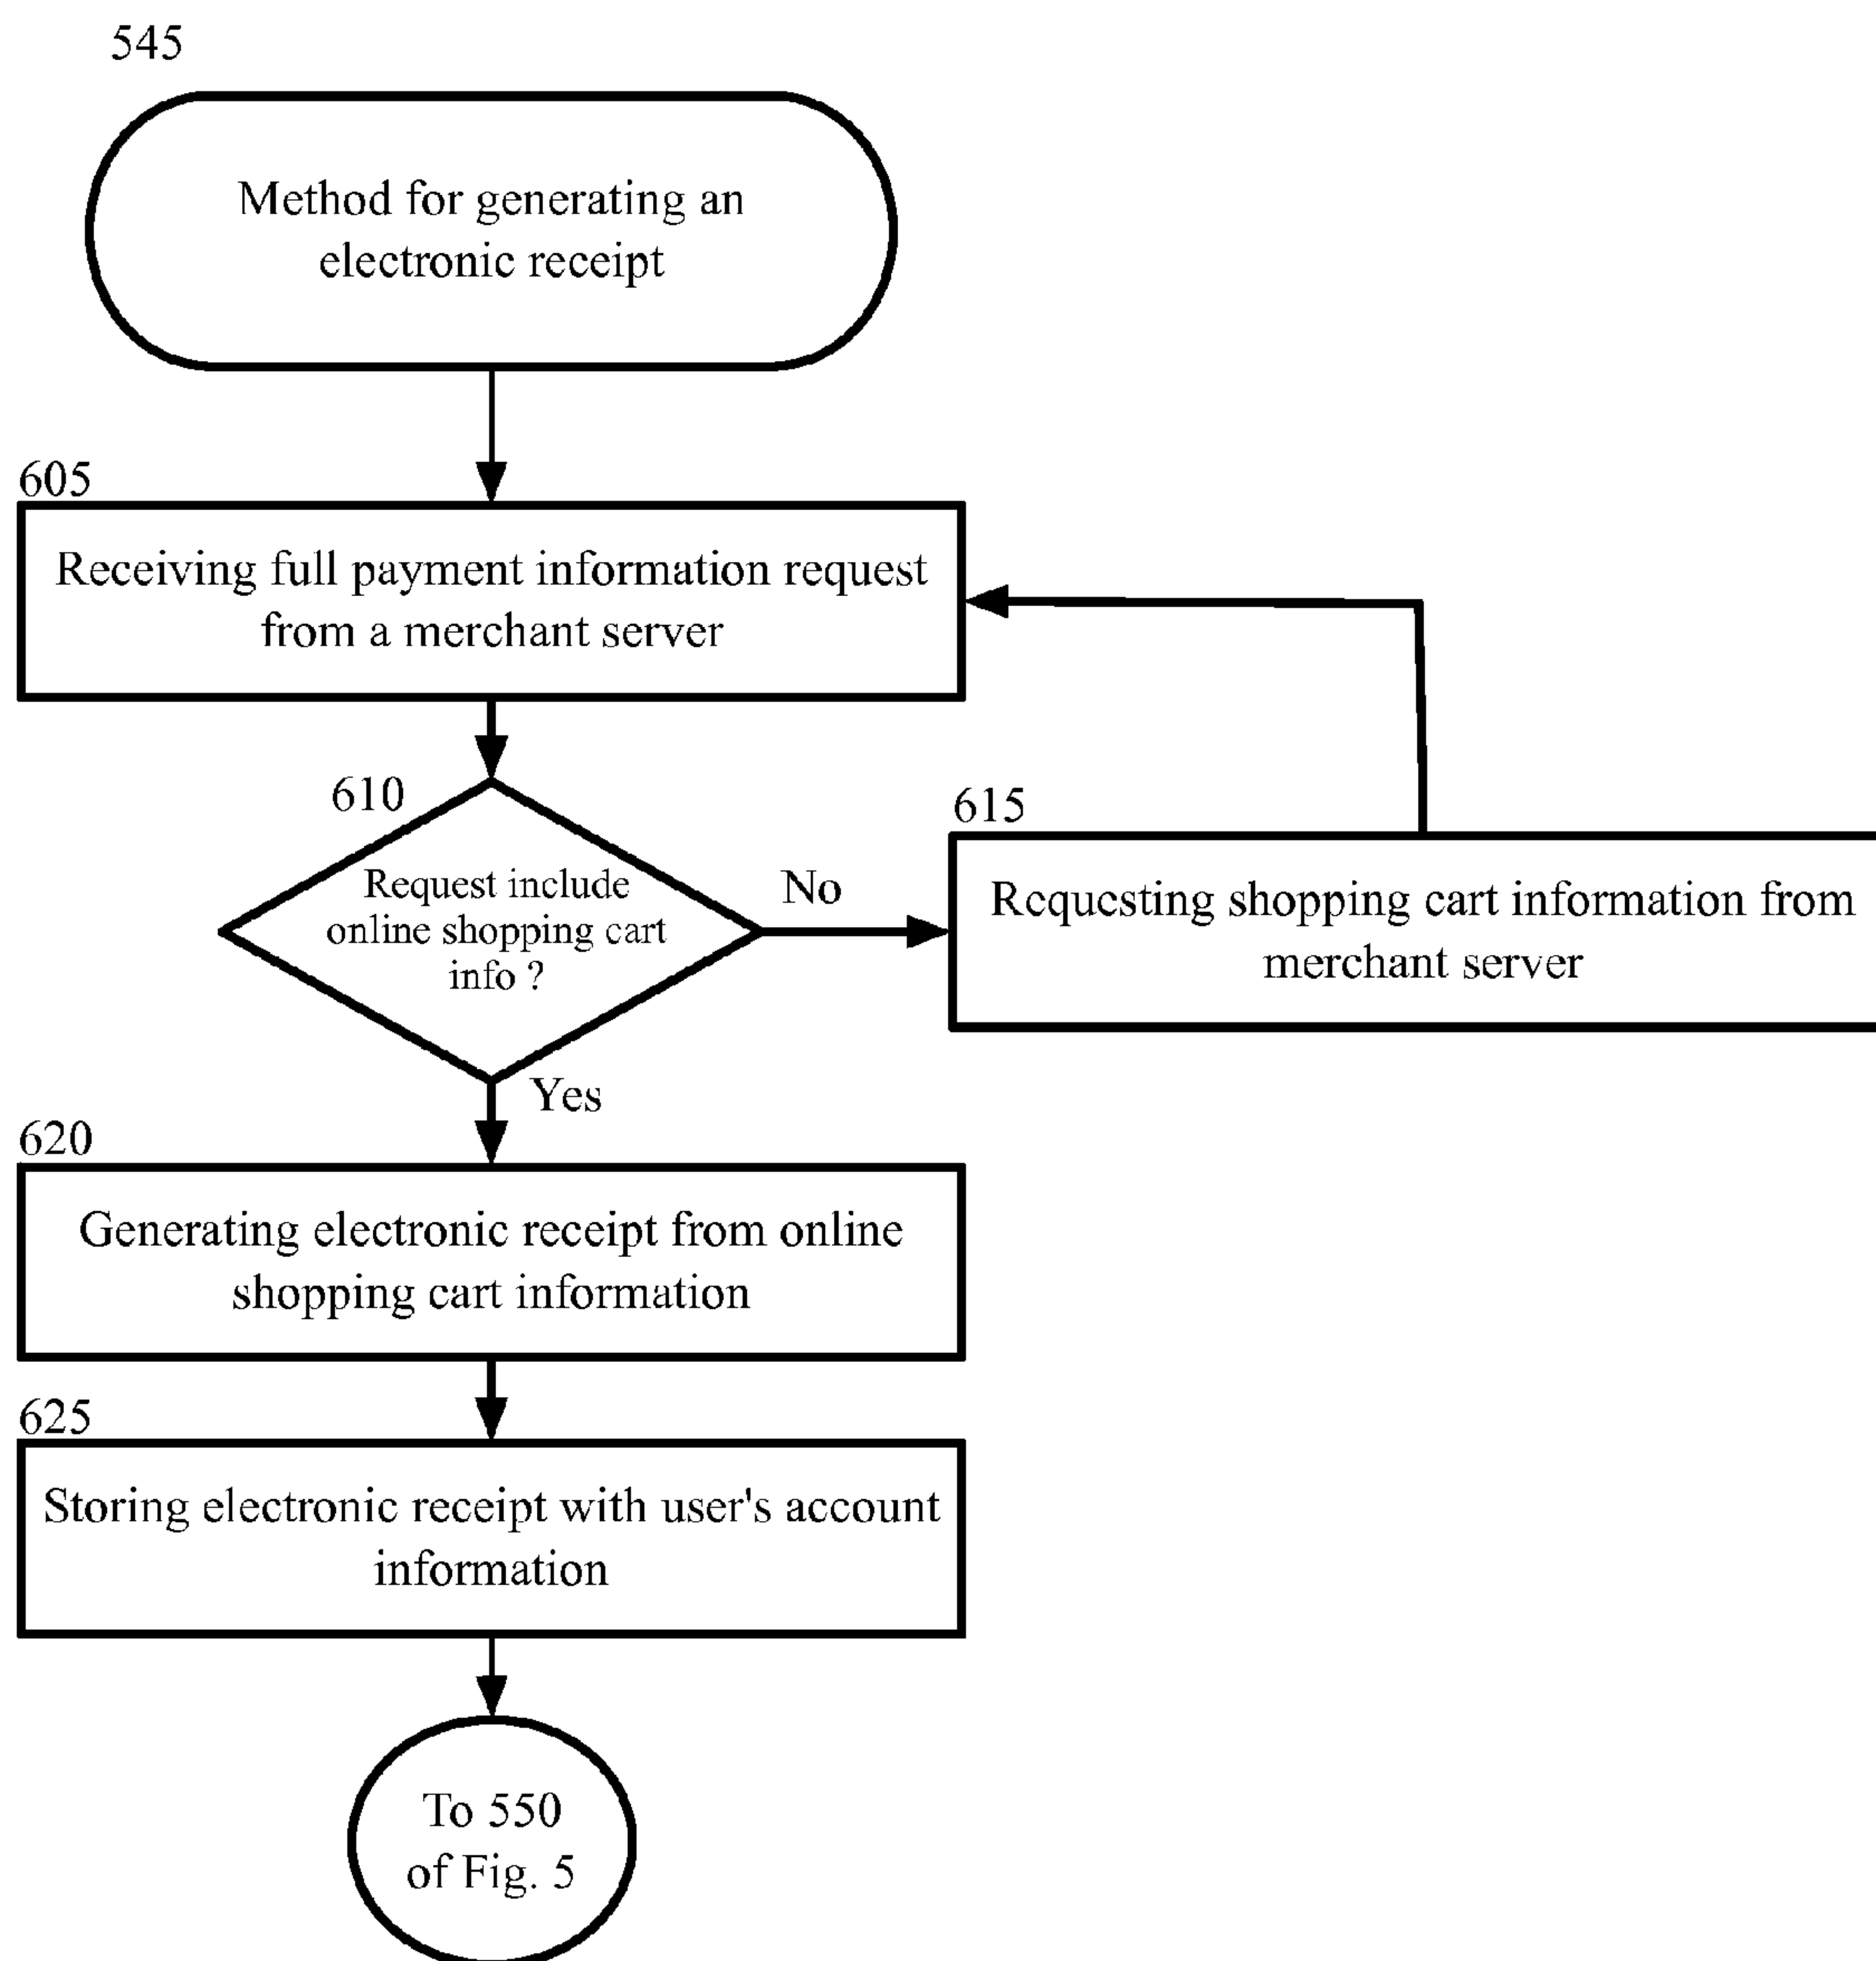 545
Method for generating an
electronic receipt
605
Receiving full payment information request
from a merchant server
610
Request include
online shopping cart
info ?
No
615
Requesting shopping cart information from
merchant server
Yes
620
Generating electronic receipt from online
shopping cart information
625
Storing electronic receipt with user's account
information
To 550
of Fig. 5